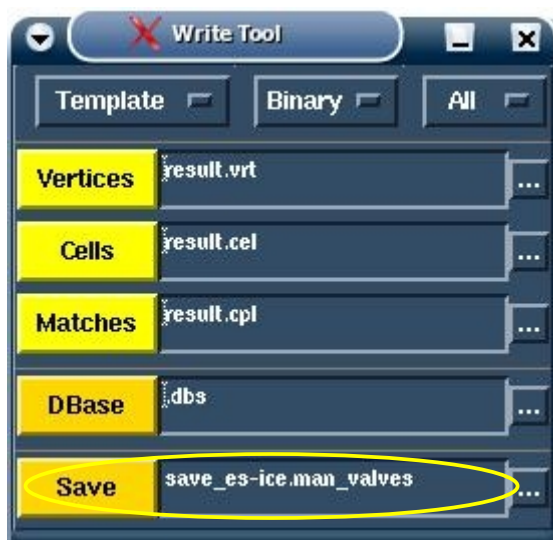 Write Tool
Template Binary All
Vertices result.vrt ...
Cells result.cel ...
Matches result.cpl ...
DBase .dbs ...
Save save_es-ice.man_valves ...